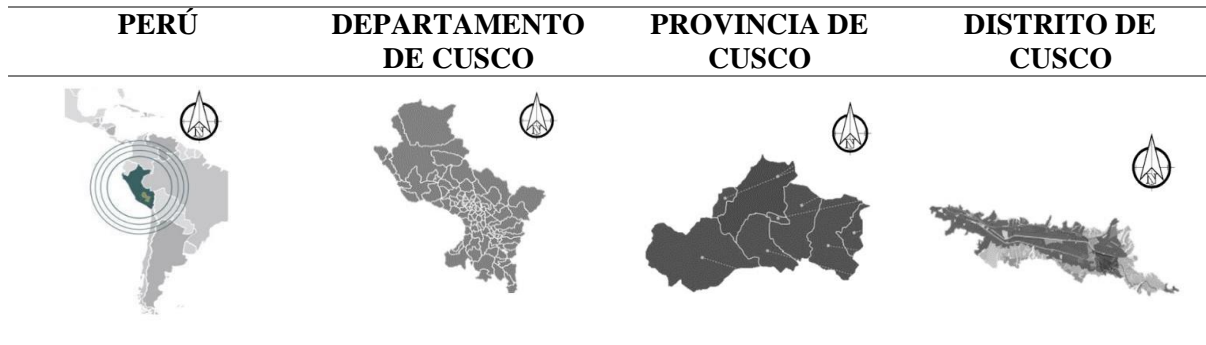 PERÚ
DEPARTAMENTO
DE CUSCO
PROVINCIA DE
CUSCO
DISTRITO DE
CUSCO
N
N
N
N